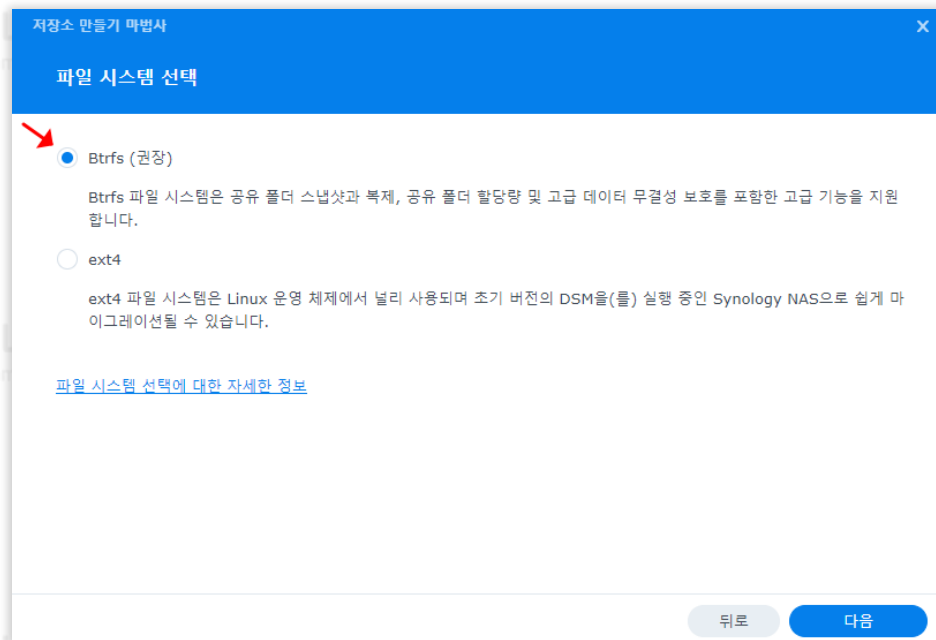 저장소 만들기 마법사
파일 시스템 선택
Btrfs (권장)
Btrfs 파일 시스템은 공유 폴더 스냅샷과 복제, 공유 폴더 할당량 및 고급 데이터 무결성 보호를 포함한 고급 기능을 지원
합니다.
ext4
ext4 파일 시스템은 Linux 운영 체제에서 널리 사용되며 초기 버전의 DSM을(를) 실행 중인 Synology NAS으로 쉽게 마
이그레이션될 수 있습니다.
파일 시스템 선택에 대한 자세한 정보
뒤로
다음